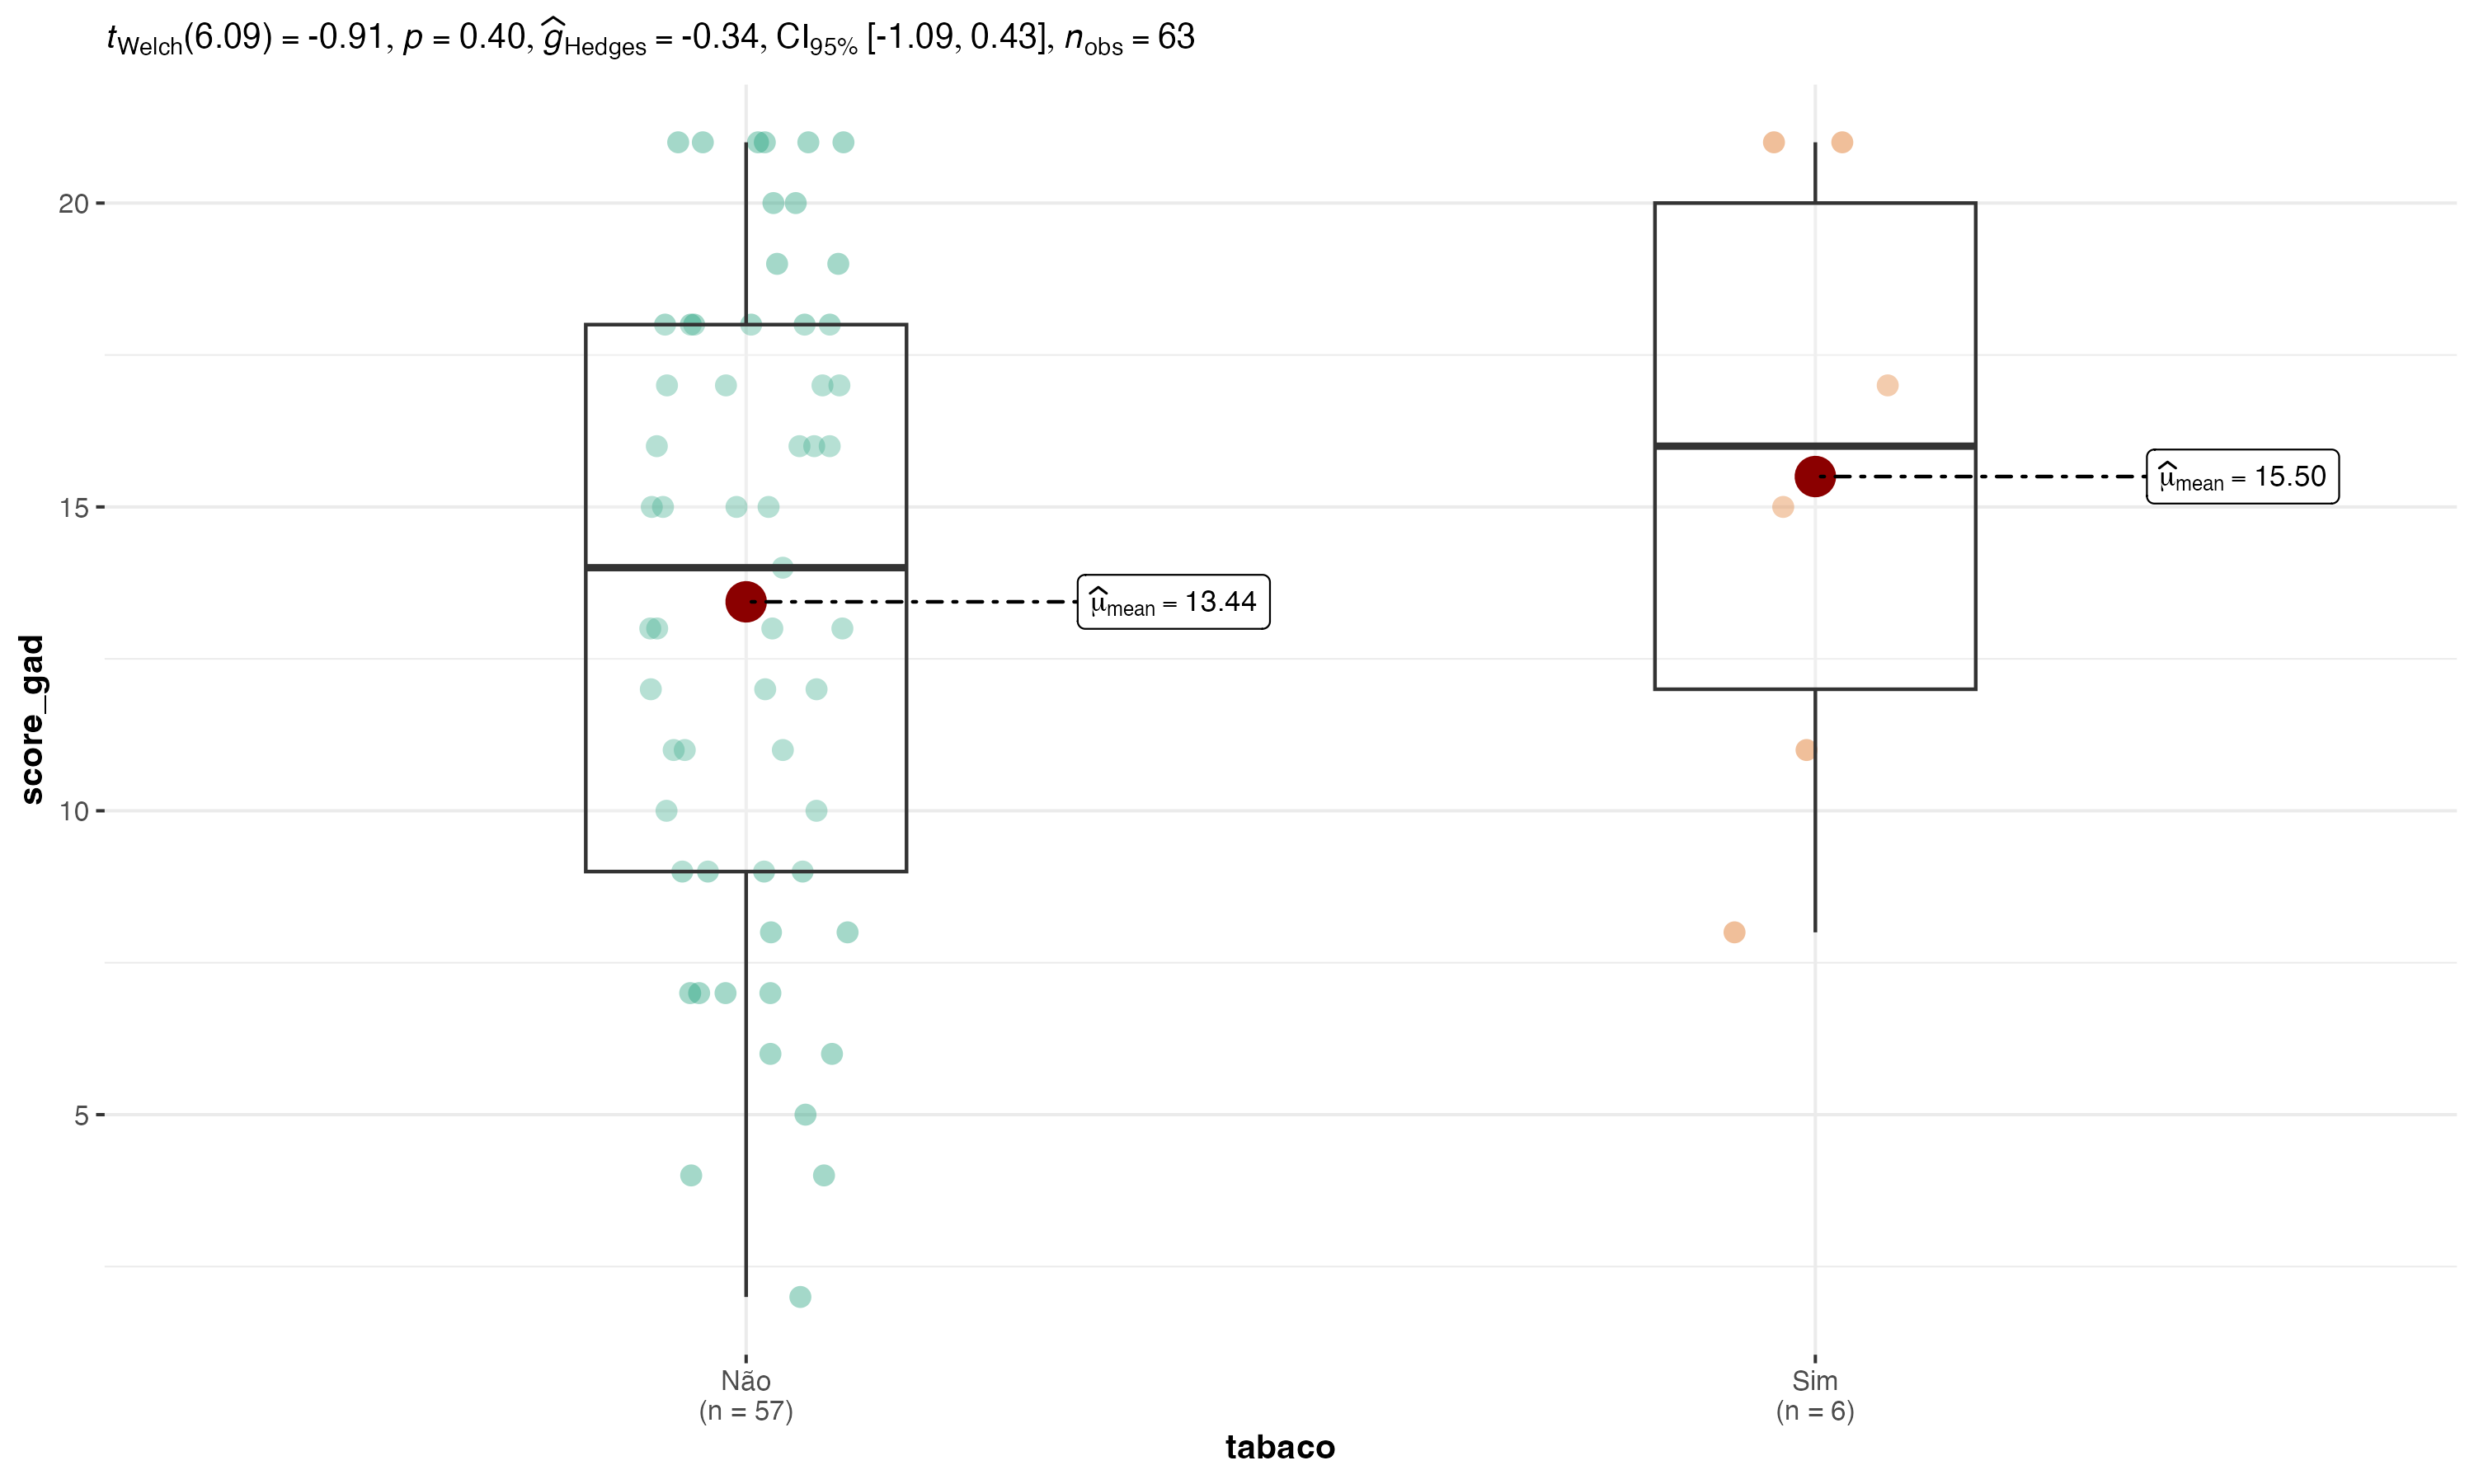 tWelch(6.09) = -0.91, p = 0.40, ĝHedges = -0.34, CI95% [-1.09, 0.43], nobs = 63
20
15
10
5
score_gad
μ̂mean = 15.50
μ̂mean = 13.44
Não
(n = 57)
Sim
(n = 6)
tabaco